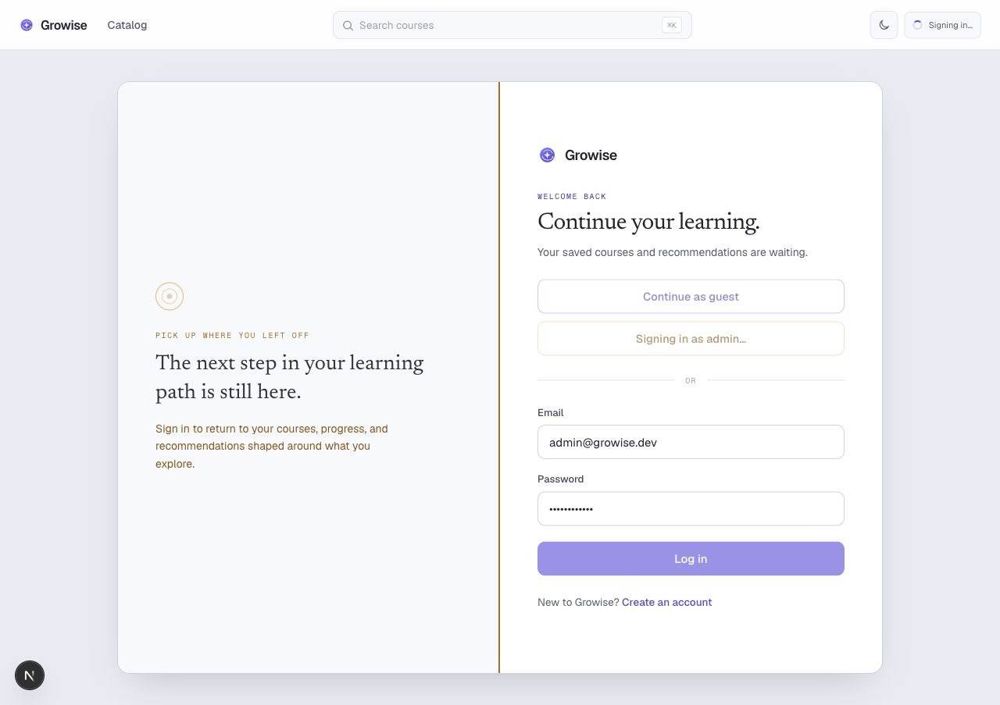 Growise
Catalog
Search courses
⌘K
Signing in…
PICK UP WHERE YOU LEFT OFF
The next step in your learning
path is still here.
Sign in to return to your courses, progress, and
recommendations shaped around what you
explore.
Growise
WELCOME BACK
Continue your learning.
Your saved courses and recommendations are waiting.
Continue as guest
Signing in as admin…
OR
Email
admin@growise.dev
Password
••••••••••••
Log in
New to Growise? Create an account
N